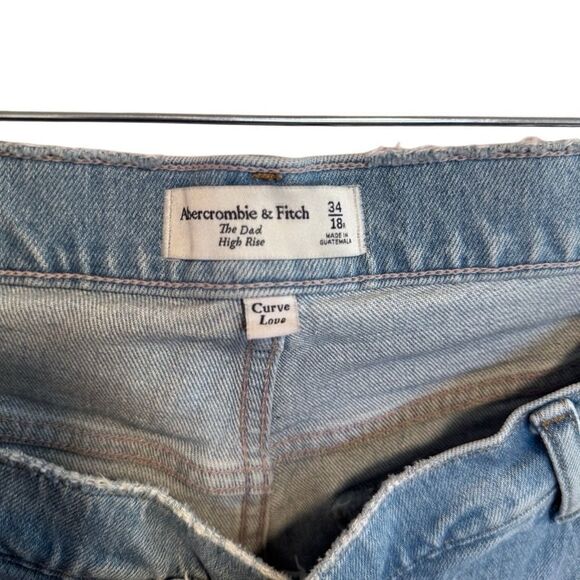 Abercrombie & Fitch
The Dad
High Rise
34
18R
MADE IN
GUATEMALA
Curve
Love